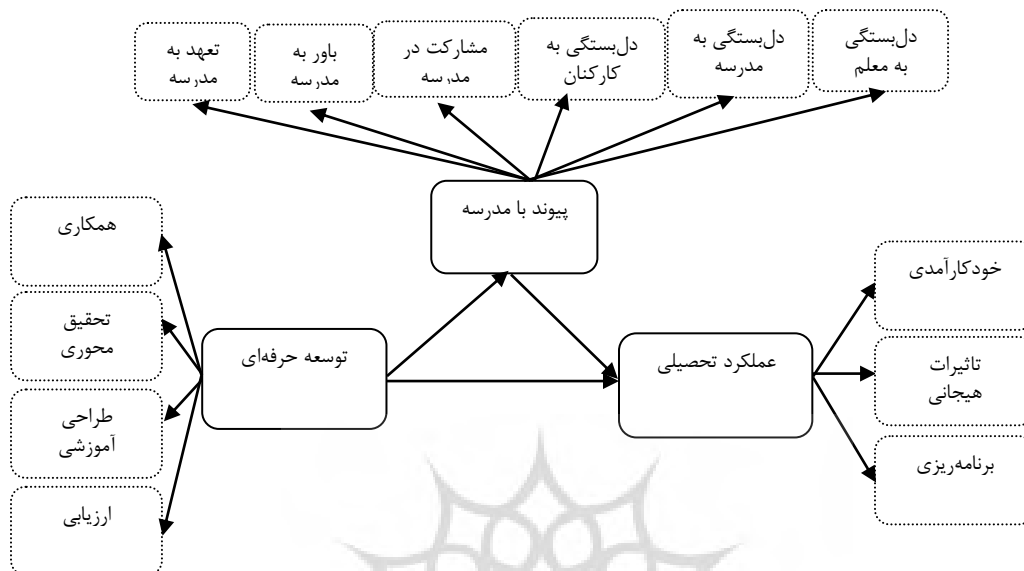 دل‌بستگی
به معلم
دل‌بستگی به
مدرسه
دل‌بستگی به
کارکنان
مشارکت در
مدرسه
باور به
مدرسه
تعهد به
مدرسه
پیوند با مدرسه
همکاری
تحقیق
محوری
طراحی
آموزشی
ارزیابی
توسعه حرفه‌ای
عملکرد تحصیلی
خودکارآمدی
تاثیرات
هیجانی
برنامه‌ریزی